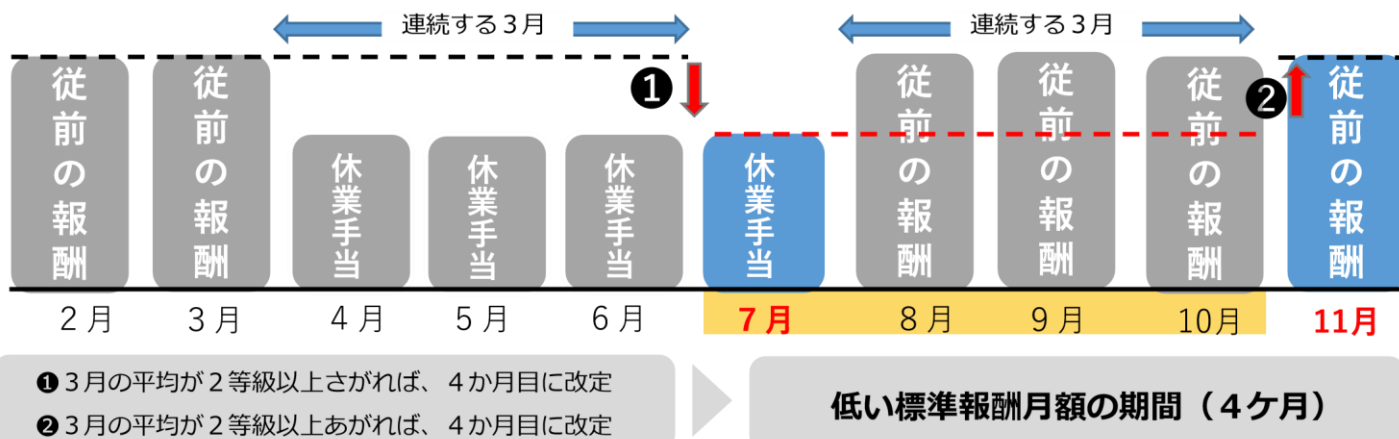 連続する3月
連続する3月
❶
❷
従前の報酬
従前の報酬
休業手当
休業手当
休業手当
休業手当
従前の報酬
従前の報酬
従前の報酬
従前の報酬
2月
3月
4月
5月
6月
7月
8月
9月
10月
11月
❶3月の平均が2等級以上さがれば、4か月目に改定
❷3月の平均が2等級以上あがれば、4か月目に改定
低い標準報酬月額の期間（4ケ月）